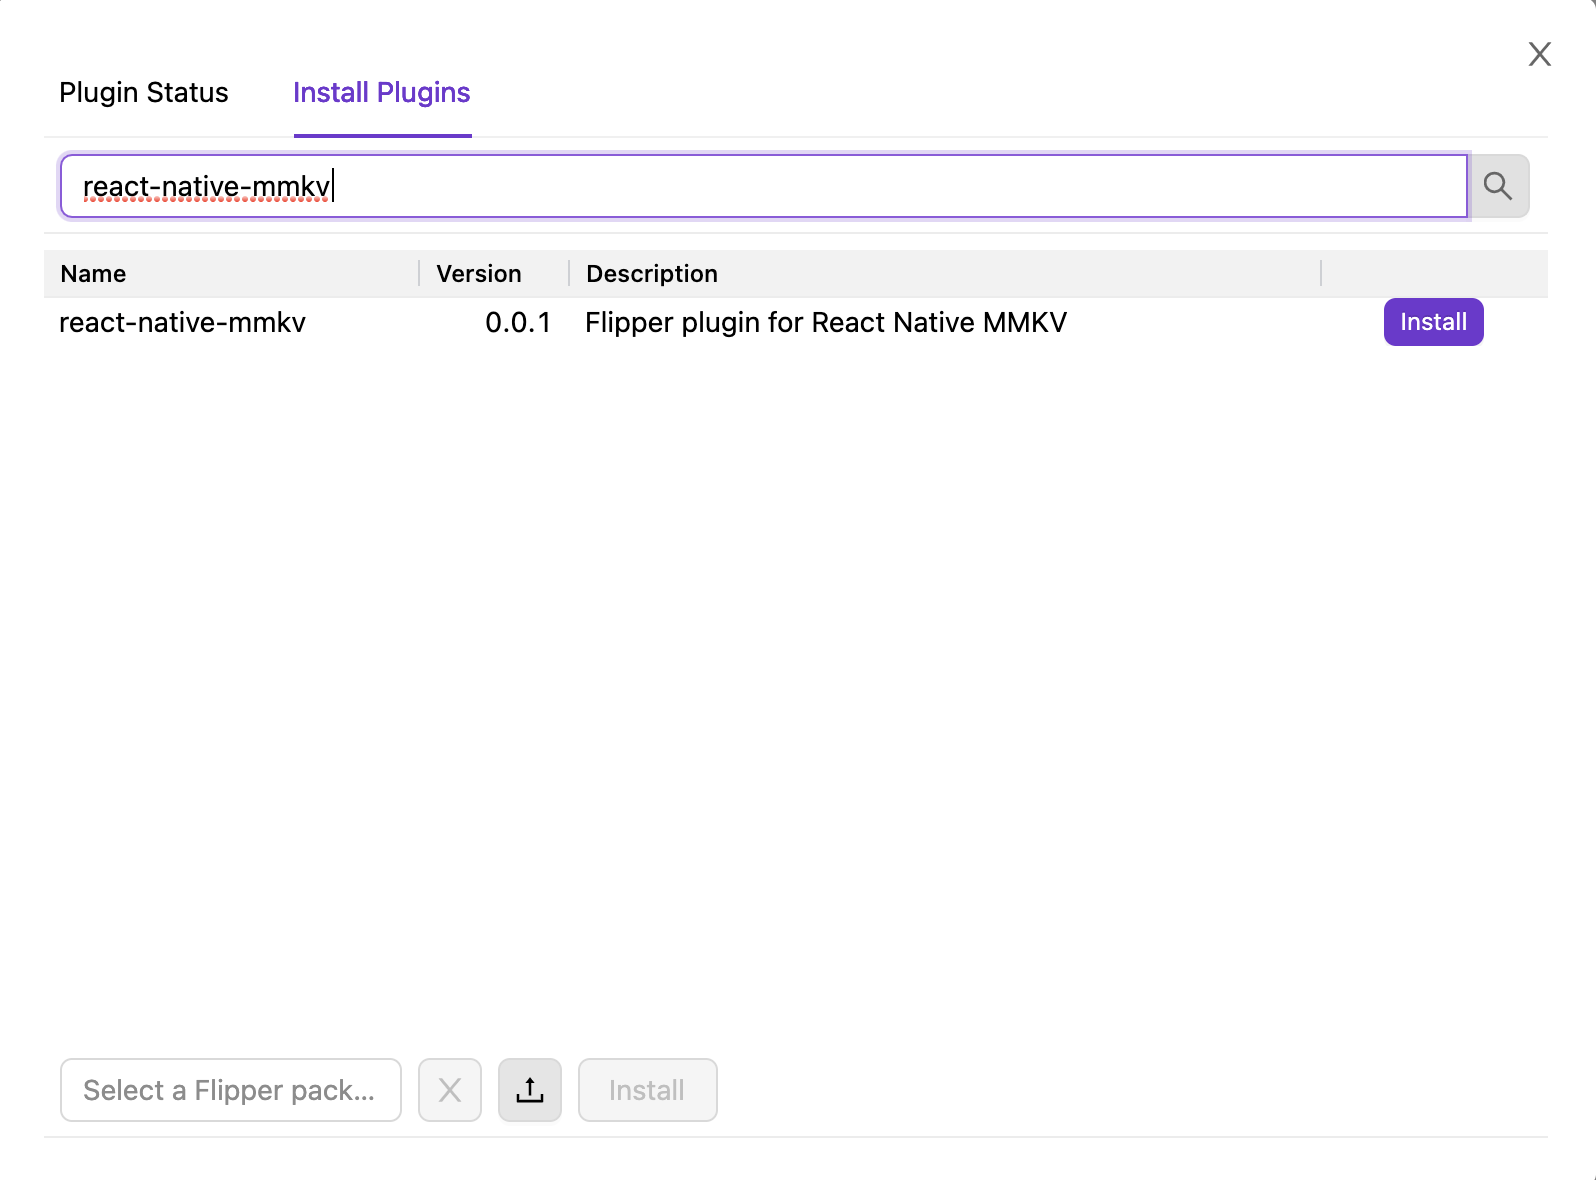 X
Plugin Status Install Plugins
react-native-mmkv
Name Version Description
react-native-mmkv 0.0.1 Flipper plugin for React Native MMKV Install
Select a Flipper pack... X Install